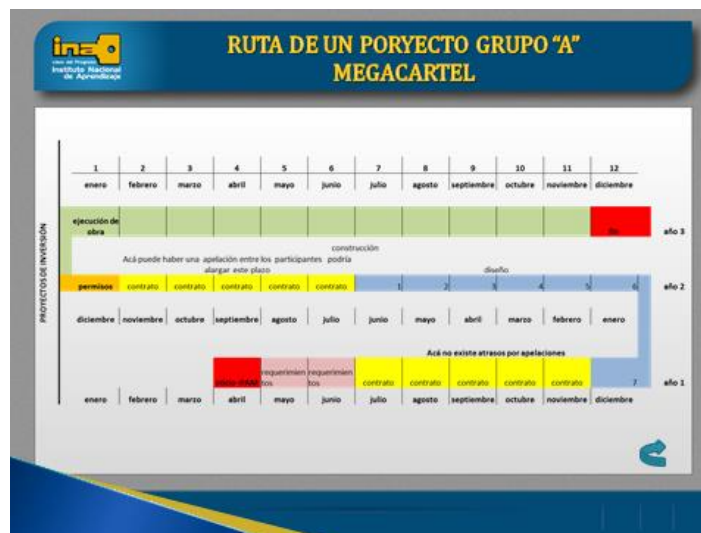 ina
Instituto Nacional
de Aprendizaje
RUTA DE UN PORYECTO GRUPO "A"
MEGACARTEL
PROYECTOS DE INVERSIÓN
1 2 3 4 5 6 7 8 9 10 11 12
enero febrero marzo abril mayo junio julio agosto septiembre octubre noviembre diciembre
ejecución de
obra
fin
año 3
construcción
Acá puede haber una apelación entre los participantes podría
alargar este plazo
diseño
permisos contrato contrato contrato contrato contrato 1 2 3 4 5 6 año 2
diciembre noviembre octubre septiembre agosto julio junio mayo abril marzo febrero enero
Acá no existe atrasos por apelaciones
requerimien requerimien
tos tos contrato contrato contrato contrato contrato 7 año 1
enero febrero marzo abril mayo junio julio agosto septiembre octubre noviembre diciembre